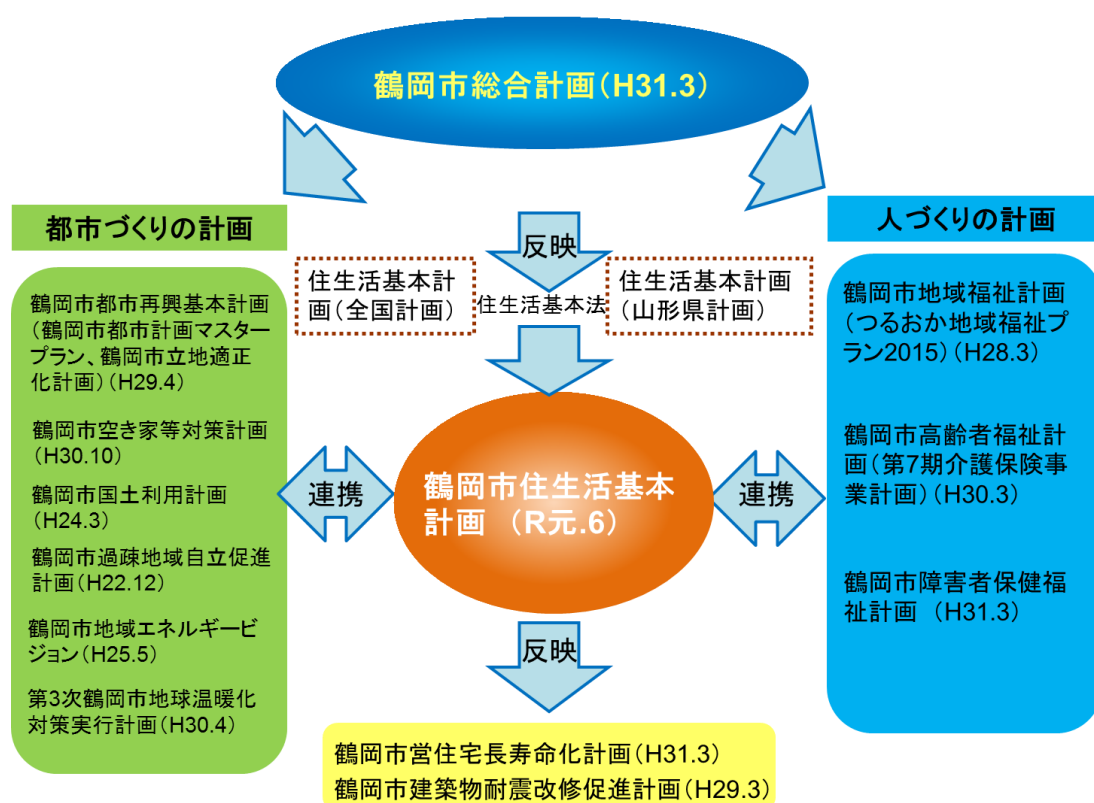 鶴岡市総合計画（H31.3）
都市づくりの計画
鶴岡市都市再興基本計画
（鶴岡市都市計画マスター
プラン、鶴岡市立地適正
化計画）（H29.4）
鶴岡市空き家等対策計画
（H30.10）
鶴岡市国土利用計画
（H24.3）
鶴岡市過疎地域自立促進
計画（H22.12）
鶴岡市地域エネルギービ
ジョン（H25.5）
第3次鶴岡市地球温暖化
対策実行計画（H30.4）
反映
住生活基本計
画（全国計画）
住生活基本法
住生活基本計画
（山形県計画）
連携
鶴岡市住生活基本
計画 （R元.6）
連携
反映
鶴岡市営住宅長寿命化計画（H31.3）
鶴岡市建築物耐震改修促進計画（H29.3）
人づくりの計画
鶴岡市地域福祉計画
（つるおか地域福祉プ
ラン2015）（H28.3）
鶴岡市高齢者福祉計
画（第7期介護保険事
業計画）（H30.3）
鶴岡市障害者保健福
祉計画 （H31.3）